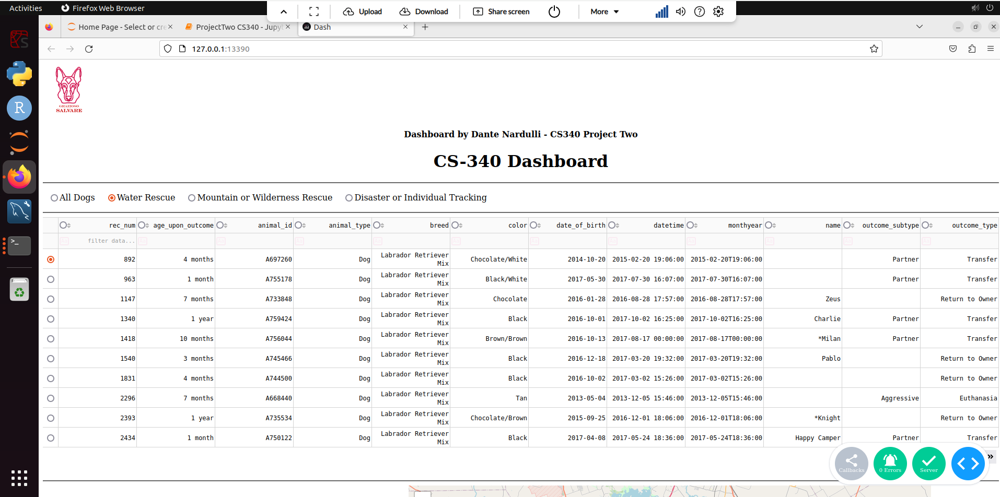 Activities Firefox Web Browser
Upload Download Share screen More
Home Page - Select or cre ProjectTwo CS340 - Jupyt Dash
127.0.0.1:13390
GRAZIOSO
SALVARE
Dashboard by Dante Nardulli - CS340 Project Two
CS-340 Dashboard
All Dogs Water Rescue Mountain or Wilderness Rescue Disaster or Individual Tracking
rec_num age_upon_outcome animal_id animal_type breed color date_of_birth datetime monthyear name outcome_subtype outcome_type
filter data...
892 4 months A697260 Dog Labrador Retriever Mix Chocolate/White 2014-10-20 2015-02-20 19:06:00 2015-02-20T19:06:00 Partner Transfer
963 1 month A755178 Dog Labrador Retriever Mix Black/White 2017-05-30 2017-07-30 16:07:00 2017-07-30T16:07:00 Partner Transfer
1147 7 months A733848 Dog Labrador Retriever Mix Chocolate 2016-01-28 2016-08-28 17:57:00 2016-08-28T17:57:00 Zeus Return to Owner
1340 1 year A759424 Dog Labrador Retriever Mix Black 2016-10-01 2017-10-02 16:25:00 2017-10-02T16:25:00 Charlie Partner Transfer
1418 10 months A756044 Dog Labrador Retriever Mix Brown/Brown 2016-10-13 2017-08-17 00:00:00 2017-08-17T00:00:00 *Milan Partner Transfer
1540 3 months A745466 Dog Labrador Retriever Mix Black 2016-12-18 2017-03-20 19:32:00 2017-03-20T19:32:00 Pablo Return to Owner
1831 4 months A744500 Dog Labrador Retriever Mix Black 2016-10-02 2017-03-02 15:26:00 2017-03-02T15:26:00 Return to Owner
2296 7 months A668440 Dog Labrador Retriever Mix Tan 2013-05-04 2013-12-05 15:46:00 2013-12-05T15:46:00 Aggressive Euthanasia
2393 1 year A735534 Dog Labrador Retriever Mix Chocolate/Brown 2015-09-25 2016-12-01 18:06:00 2016-12-01T18:06:00 *Knight Return to Owner
2434 1 month A750122 Dog Labrador Retriever Mix Black 2017-04-08 2017-05-24 18:36:00 2017-05-24T18:36:00 Happy Camper Partner Transfer
Callbacks 0 Errors Server